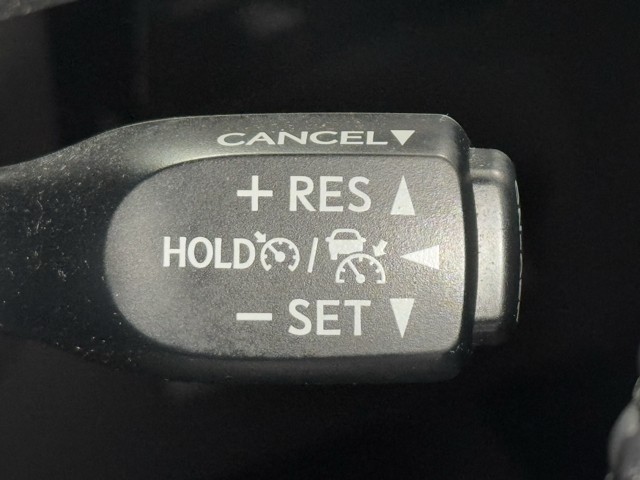 CANCEL▼
+ RES ▲
HOLD / ◀
− SET ▼